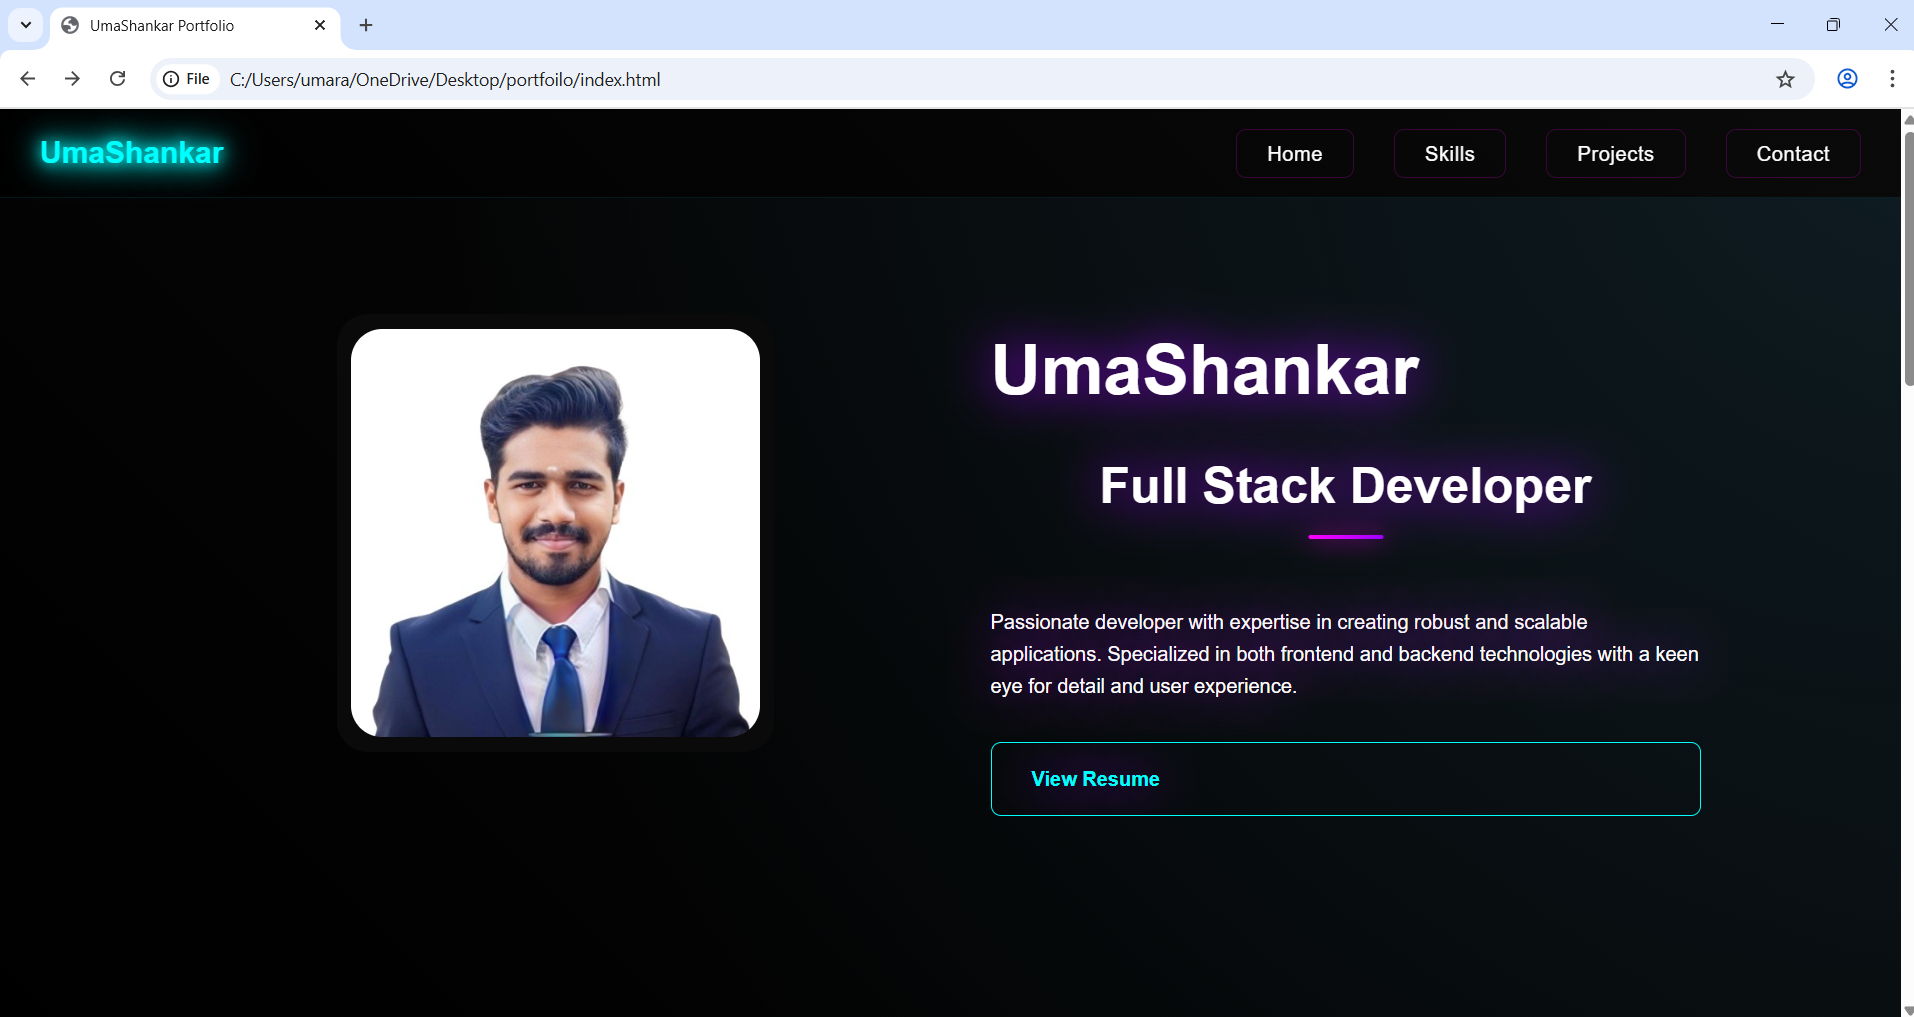 UmaShankar Portfolio
File C:/Users/umara/OneDrive/Desktop/portfoilo/index.html
UmaShankar
Home Skills Projects Contact
UmaShankar
Full Stack Developer
Passionate developer with expertise in creating robust and scalable
applications. Specialized in both frontend and backend technologies with a keen
eye for detail and user experience.
View Resume